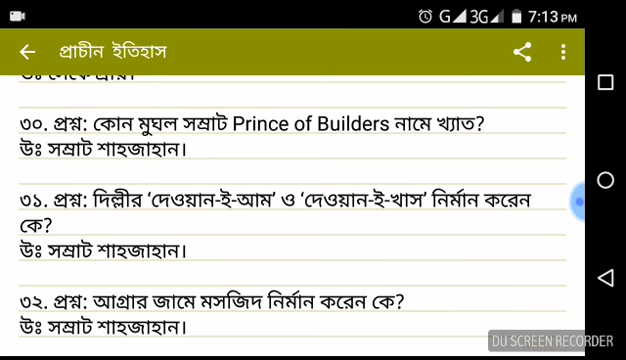 G 3G 7:13 PM
প্রাচীন ইতিহাস
৩০. প্রশ্ন: কোন মুঘল সম্রাট Prince of Builders নামে খ্যাত?
উঃ সম্রাট শাহজাহান।
৩১. প্রশ্ন: দিল্লীর ‘দেওয়ান-ই-আম’ ও ‘দেওয়ান-ই-খাস’ নির্মান করেন
কে?
উঃ সম্রাট শাহজাহান।
৩২. প্রশ্ন: আগ্রার জামে মসজিদ নির্মান করেন কে?
উঃ সম্রাট শাহজাহান।
DU SCREEN RECORDER